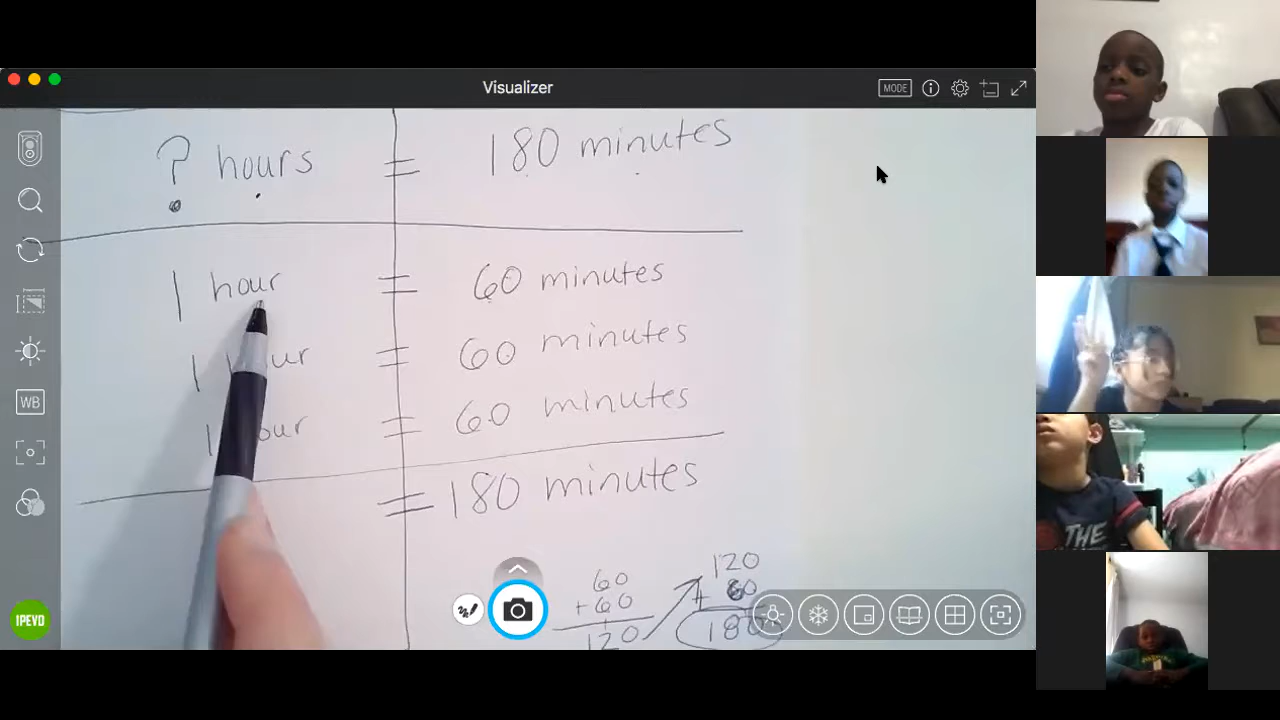 Visualizer
MODE
? hours = 180 minutes
1 hour = 60 minutes
1 = 60 minutes
1 = 60 minutes
= 180 minutes
60
+ 60
120
120
+ 60
180
WB
IPEVO